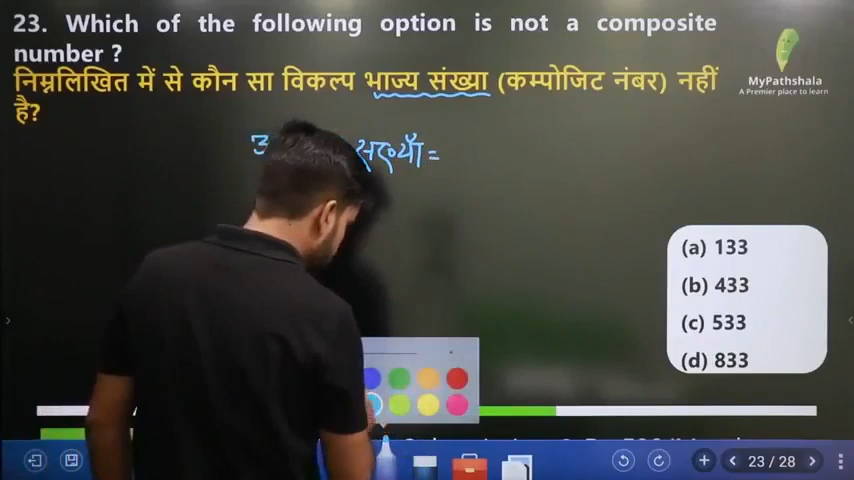 23. Which of the following option is not a composite
number ?
निम्नलिखित में से कौन सा विकल्प भाज्य संख्या (कम्पोजिट नंबर) नहीं
है?
MyPathshala
A Premier place to learn
(a) 133
(b) 433
(c) 533
(d) 833
23 / 28